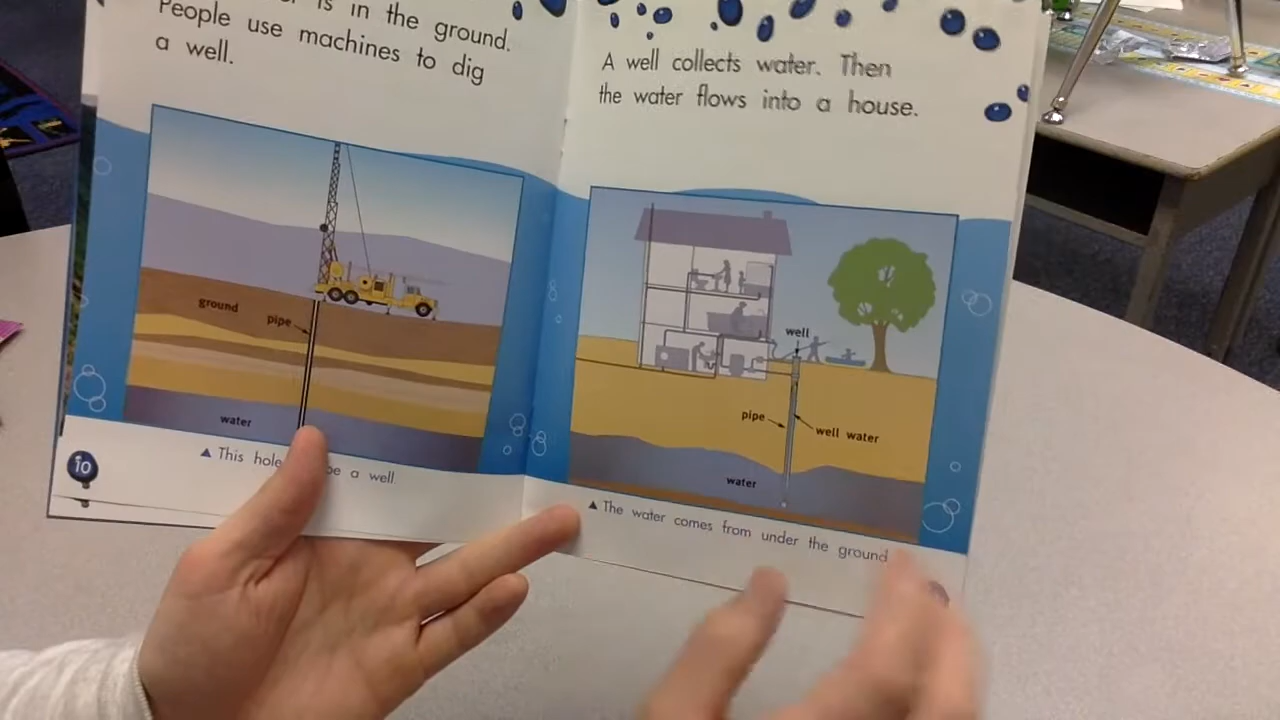 is in the ground.
People use machines to dig
a well.
ground
pipe
water
This hole be a well.
10
A well collects water. Then
the water flows into a house.
well
pipe
well water
water
The water comes from under the ground